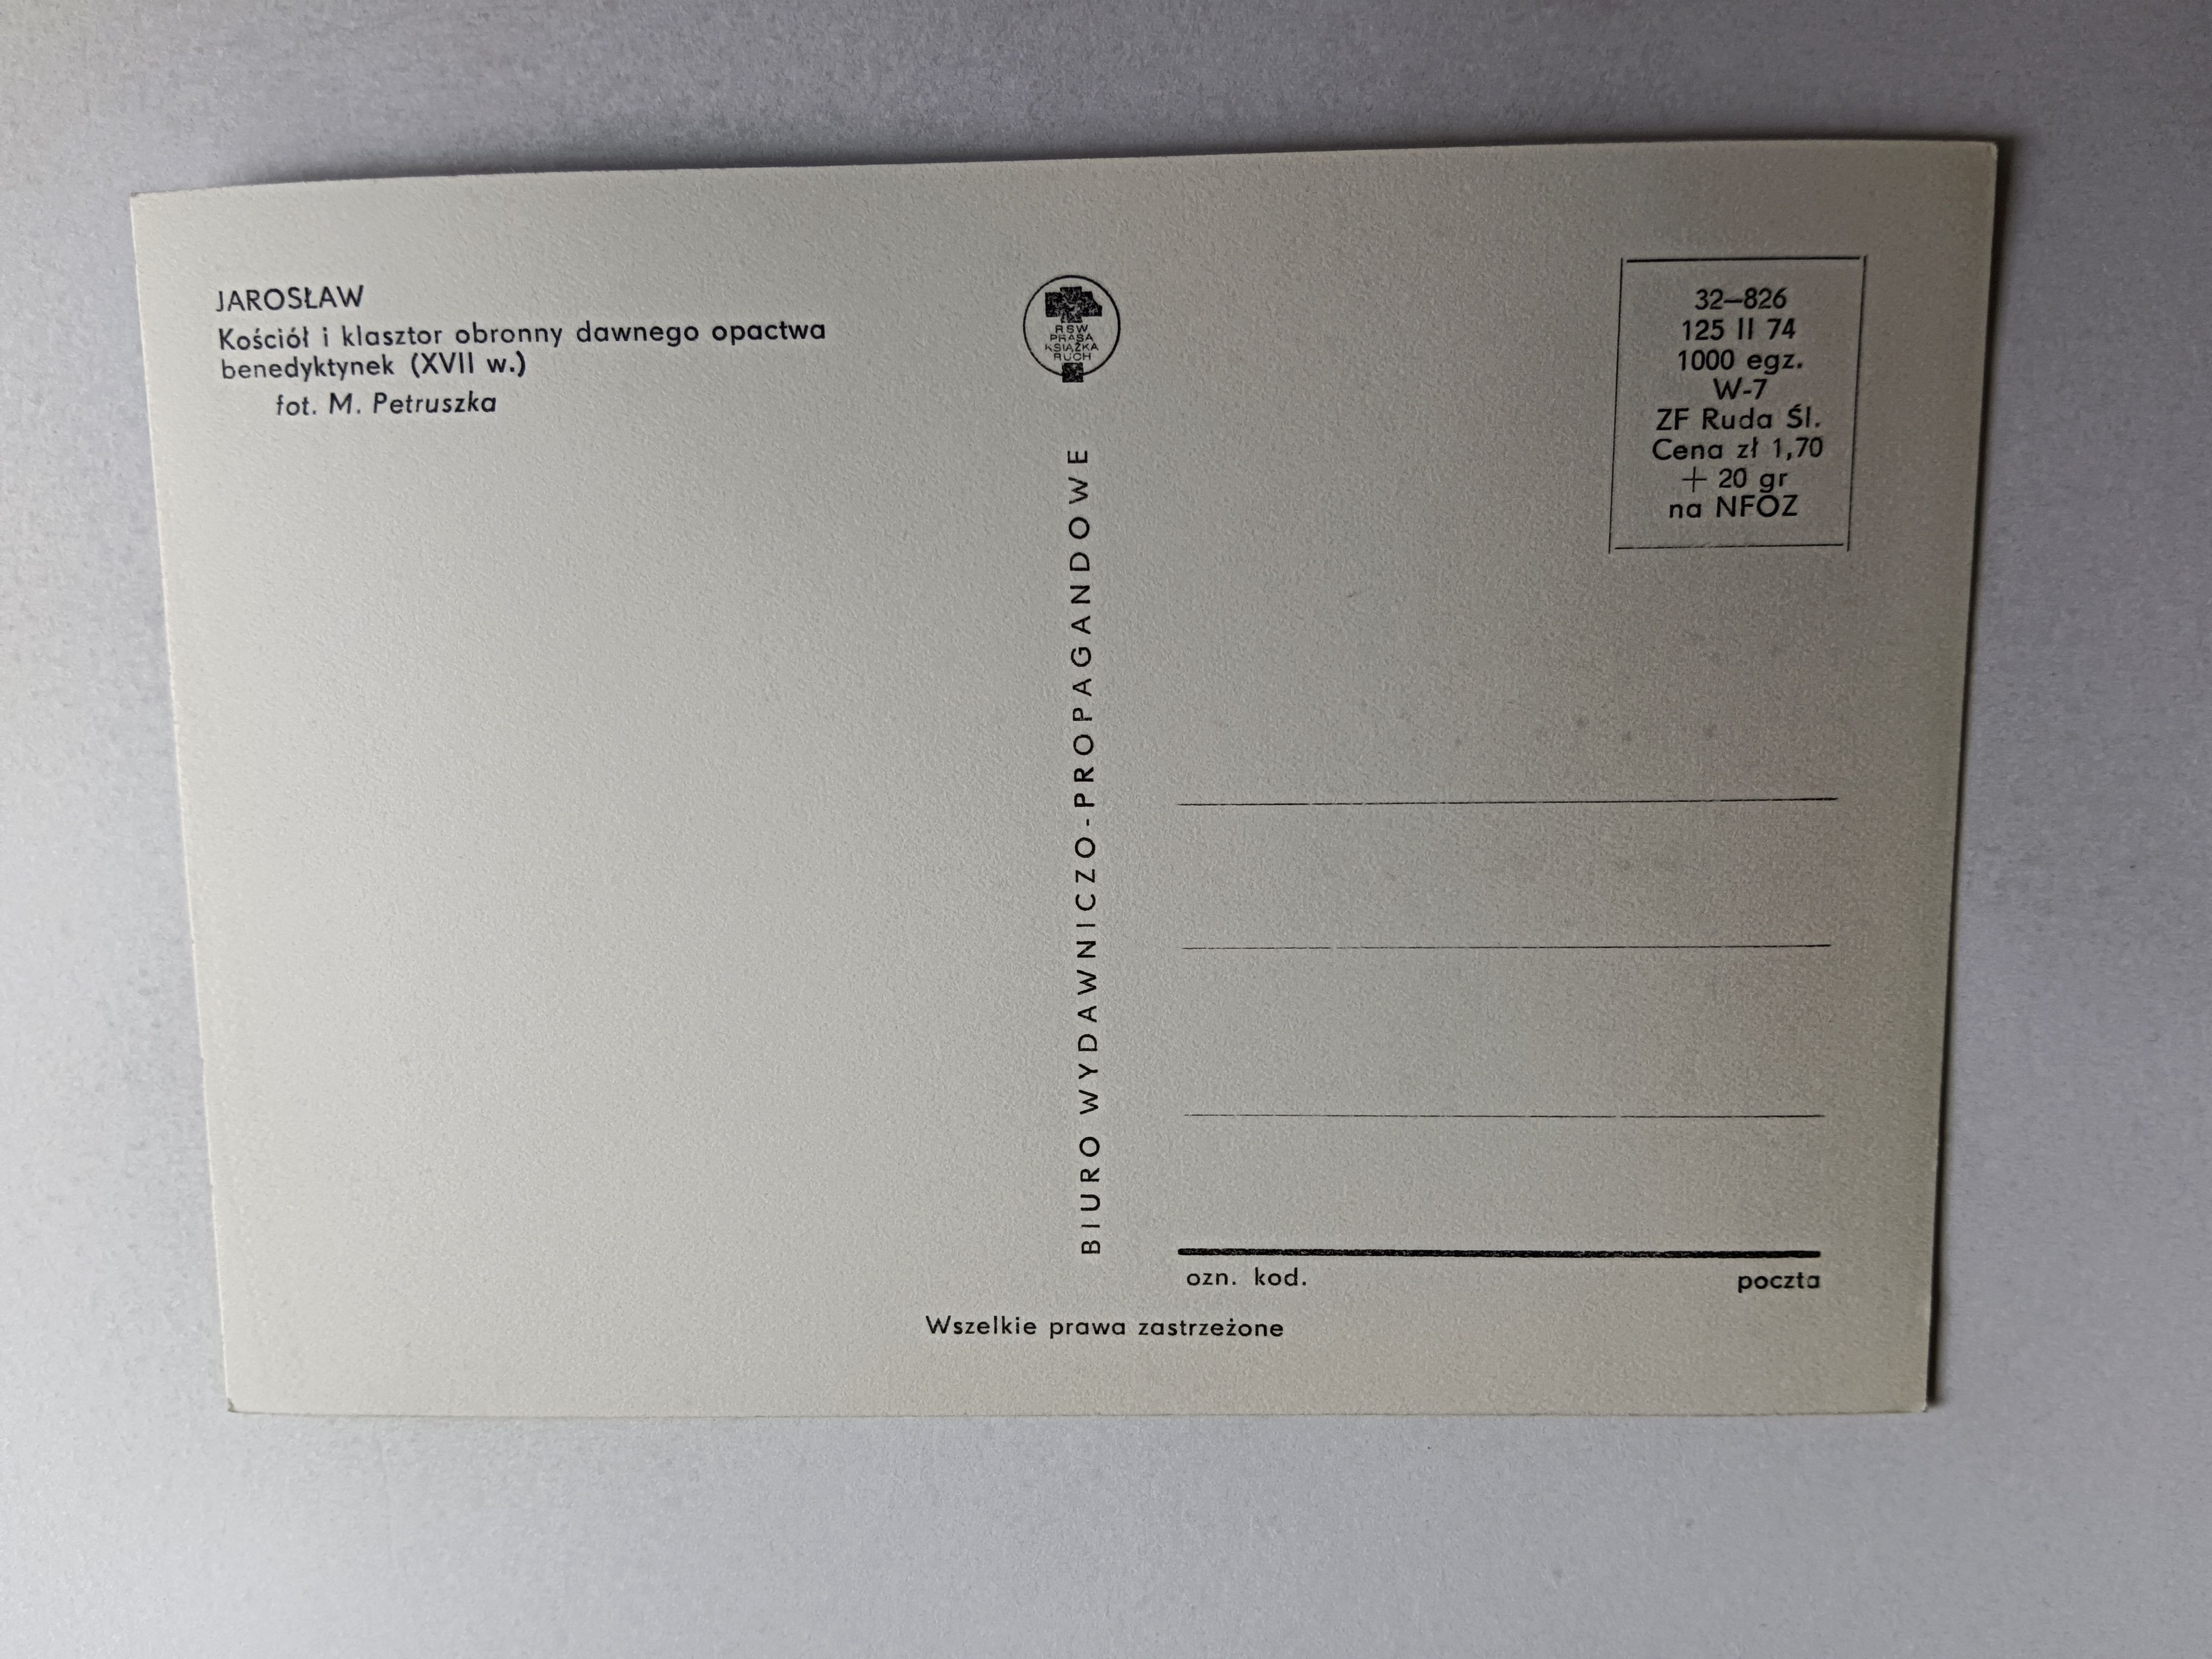 JAROSŁAW
Kościół i klasztor obronny dawnego opactwa
benedyktynek (XVII w.)
fot. M. Petruszka
RSW
PRASA
KSIĄŻKA
RUCH
BIURO WYDAWNICZO-PROPAGANDOWE
32–826
125 II 74
1000 egz.
W-7
ZF Ruda Śl.
Cena zł 1,70
+ 20 gr
na NFOZ
ozn. kod.
poczta
Wszelkie prawa zastrzeżone